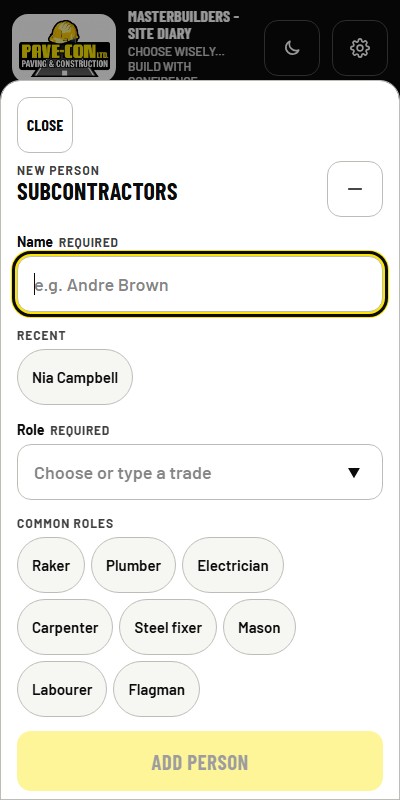 PAVE-CON LTD.
PAVING & CONSTRUCTION
MASTERBUILDERS -
SITE DIARY
CHOOSE WISELY...
BUILD WITH
CONFIDENCE
CLOSE
NEW PERSON
SUBCONTRACTORS
Name REQUIRED
e.g. Andre Brown
RECENT
Nia Campbell
Role REQUIRED
Choose or type a trade
COMMON ROLES
Raker
Plumber
Electrician
Carpenter
Steel fixer
Mason
Labourer
Flagman
ADD PERSON